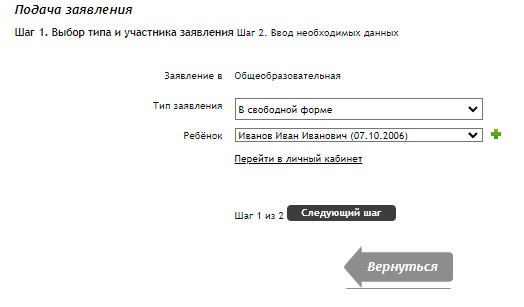 Подача заявления
Шаг 1. Выбор типа и участника заявления Шаг 2. Ввод необходимых данных
Заявление в Общеобразовательная
Тип заявления В свободной форме
Ребёнок Иванов Иван Иванович (07.10.2006)
Перейти в личный кабинет
Шаг 1 из 2 Следующий шаг
Вернуться